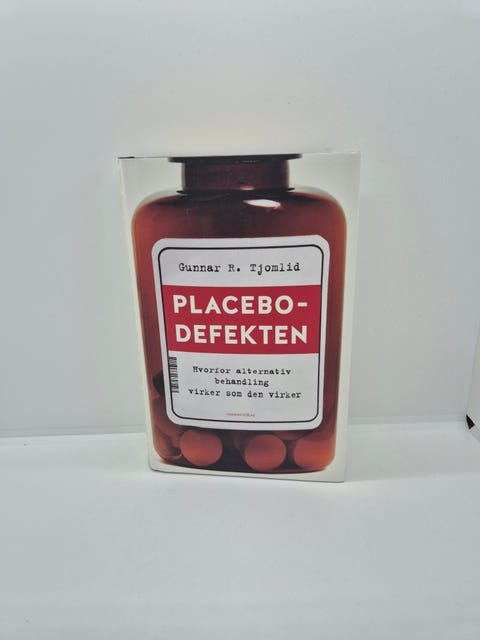 Gunnar R. Tjomlid
PLACEBO-
DEFEKTEN
Hvorfor alternativ
behandling
virker som den virker